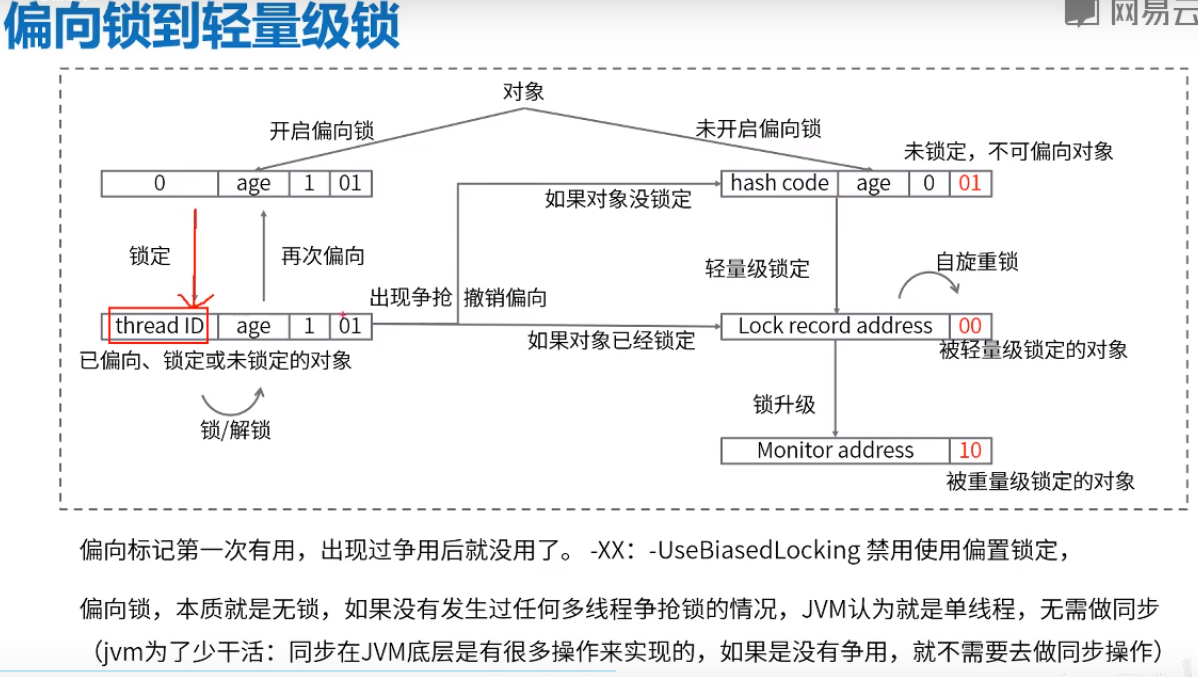 偏向锁到轻量级锁
网易云
对象
开启偏向锁
未开启偏向锁
未锁定，不可偏向对象
0 age 1 01
hash code age 0 01
如果对象没锁定
锁定
再次偏向
轻量级锁定
自旋重锁
出现争抢
撤销偏向
thread ID age 1 01
Lock record address 00
如果对象已经锁定
被轻量级锁定的对象
已偏向、锁定或未锁定的对象
锁/解锁
锁升级
Monitor address 10
被重量级锁定的对象
偏向标记第一次有用，出现过争用后就没用了。 -XX：-UseBiasedLocking 禁用使用偏置锁定，
偏向锁，本质就是无锁，如果没有发生过任何多线程争抢锁的情况，JVM认为就是单线程，无需做同步
（jvm为了少干活：同步在JVM底层是有很多操作来实现的，如果是没有争用，就不需要去做同步操作）